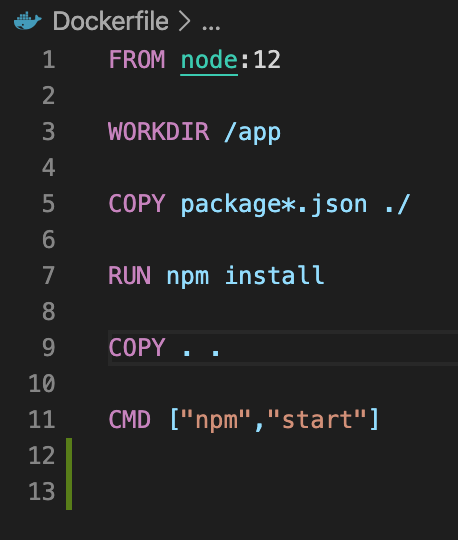 Dockerfile > ...
1 FROM node:12
2
3 WORKDIR /app
4
5 COPY package*.json ./
6
7 RUN npm install
8
9 COPY . .
10
11 CMD ["npm","start"]
12
13